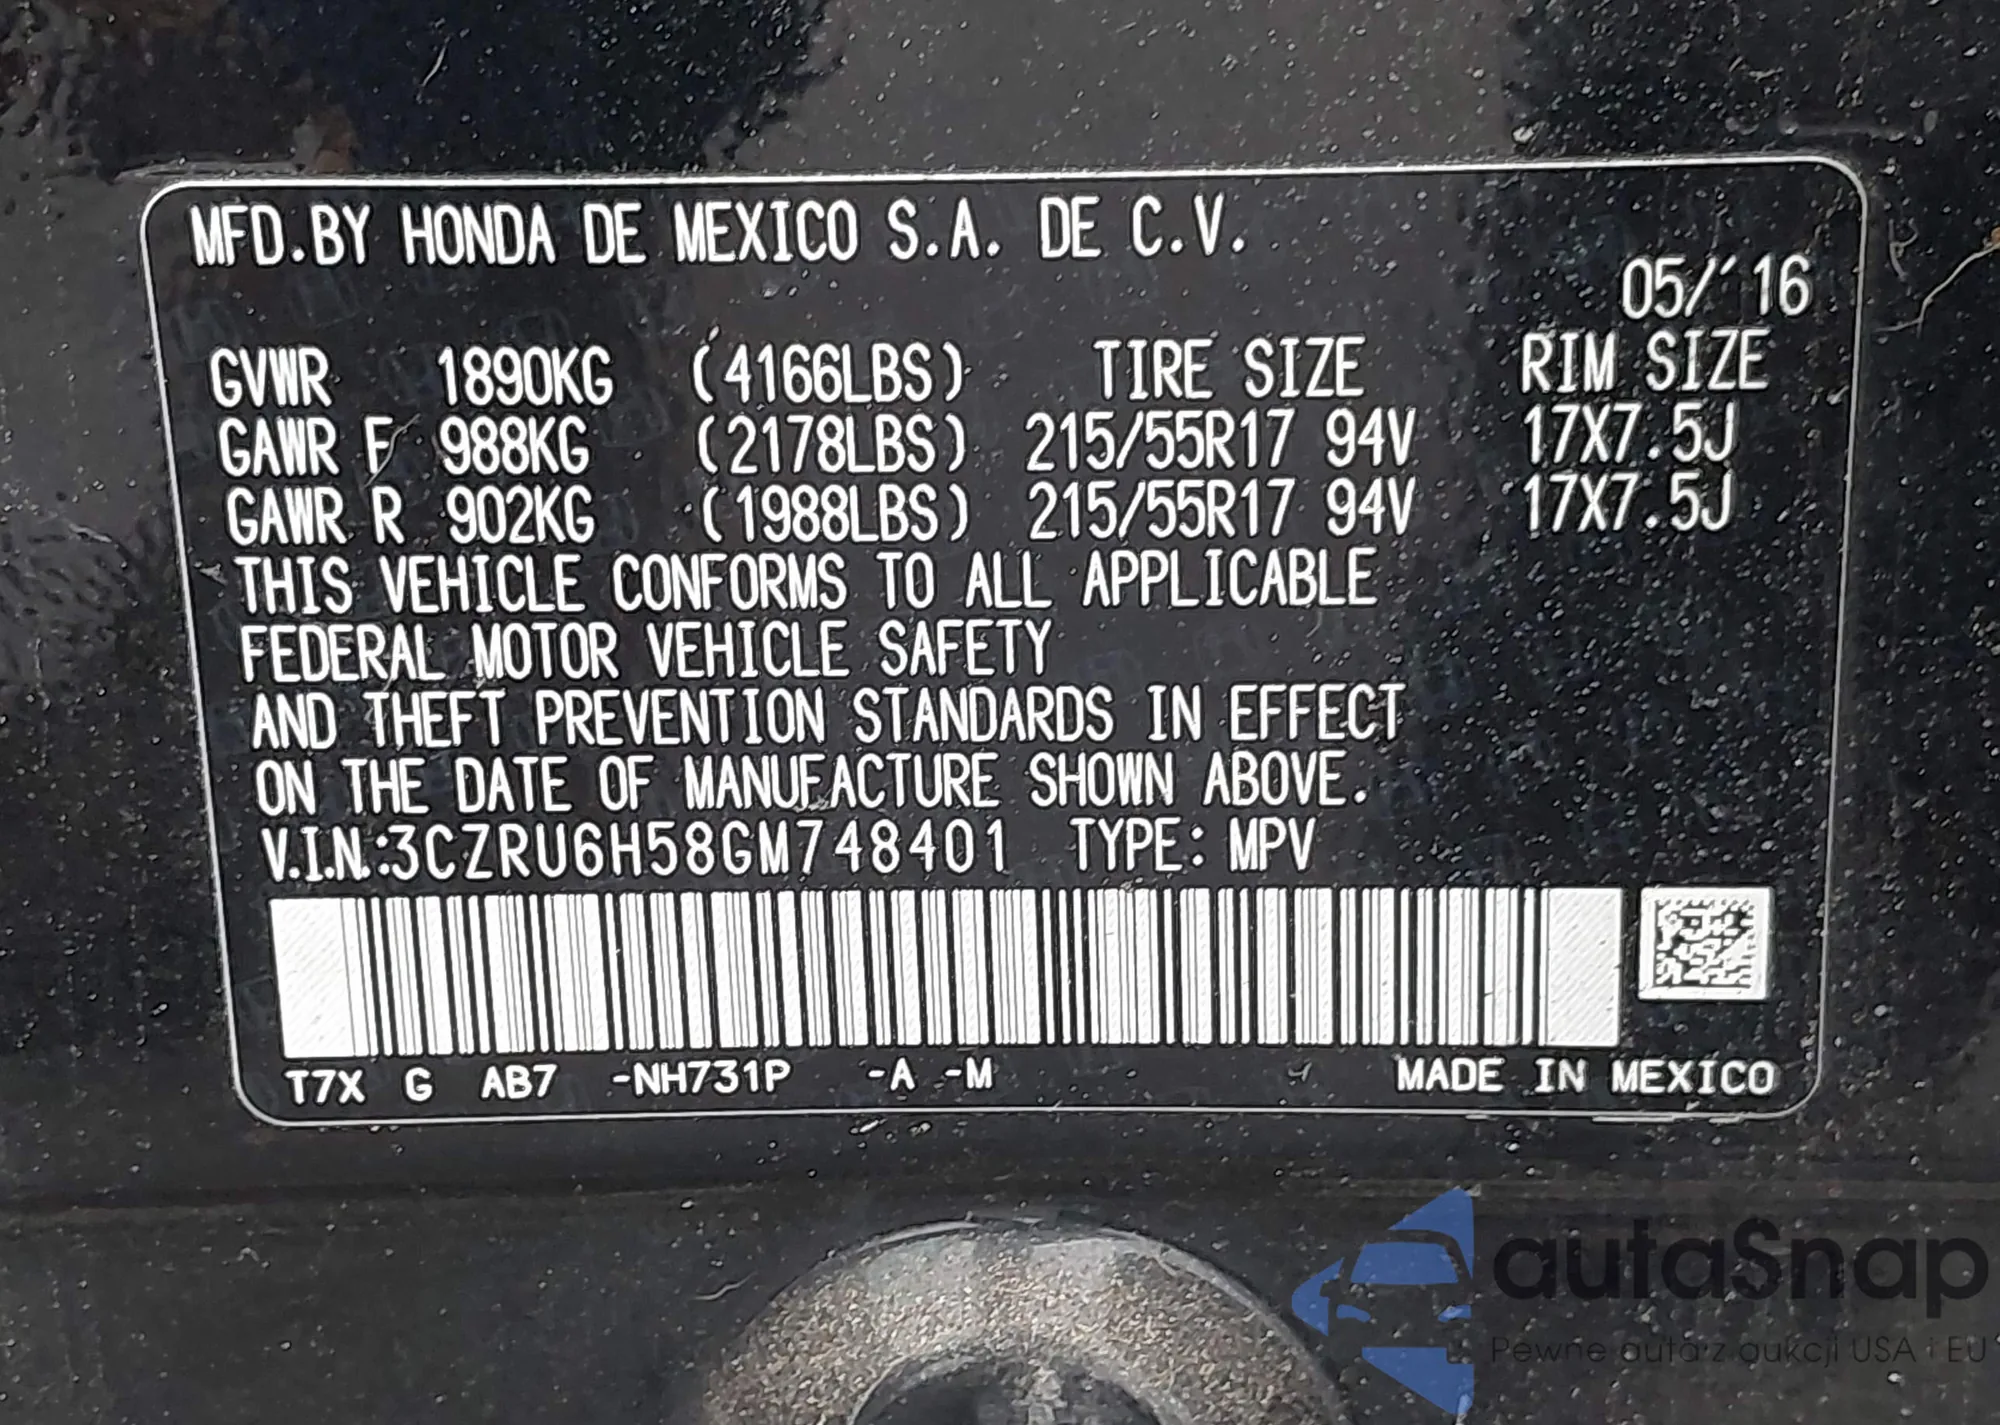 MFD.BY HONDA DE MEXICO S.A. DE C.V.
05/'16
GVWR 1890KG (4166LBS) TIRE SIZE RIM SIZE
GAWR F 988KG (2178LBS) 215/55R17 94V 17X7.5J
GAWR R 902KG (1988LBS) 215/55R17 94V 17X7.5J
THIS VEHICLE CONFORMS TO ALL APPLICABLE
FEDERAL MOTOR VEHICLE SAFETY
AND THEFT PREVENTION STANDARDS IN EFFECT
ON THE DATE OF MANUFACTURE SHOWN ABOVE.
V.I.N.:3CZRU6H58GM748401 TYPE: MPV
T7X G AB7 -NH731P -A -M MADE IN MEXICO
autaSnap
Pewne auta z aukcji USA i EU